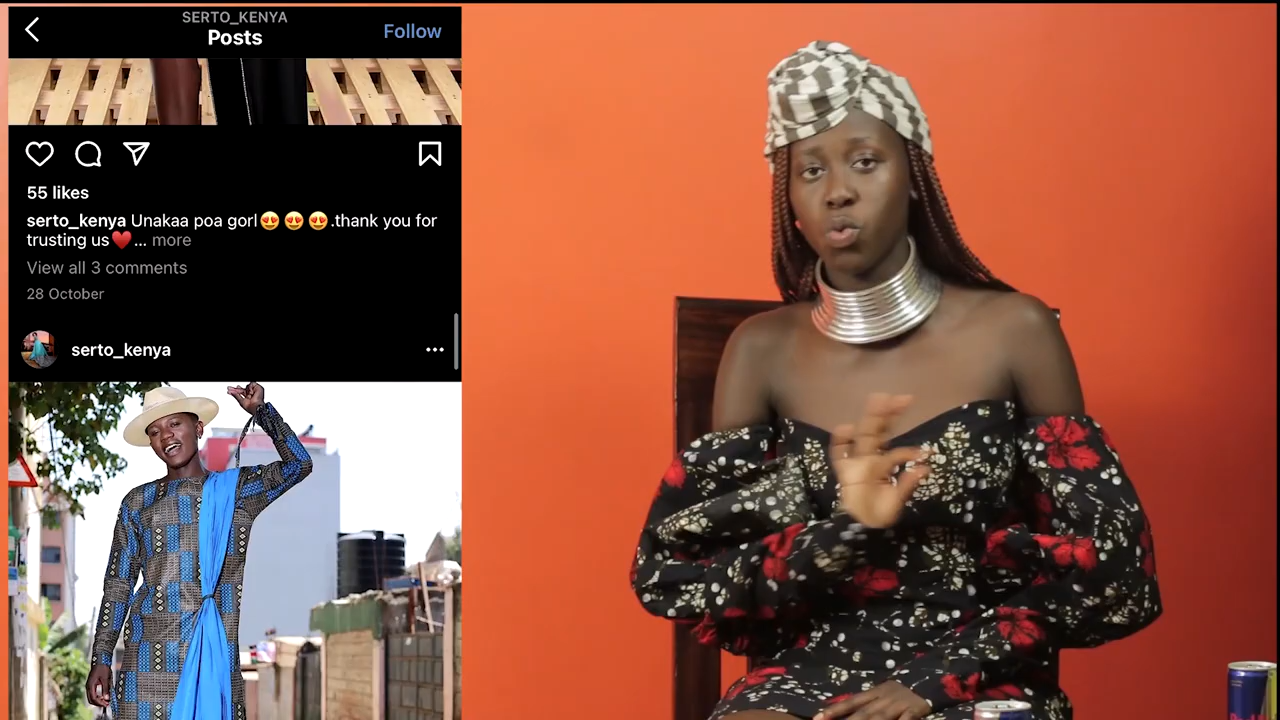 SERTO_KENYA
Posts
Follow
55 likes
serto_kenya Unakaa poa gorl😍😍😍.thank you for
trusting us❤️... more
View all 3 comments
28 October
serto_kenya